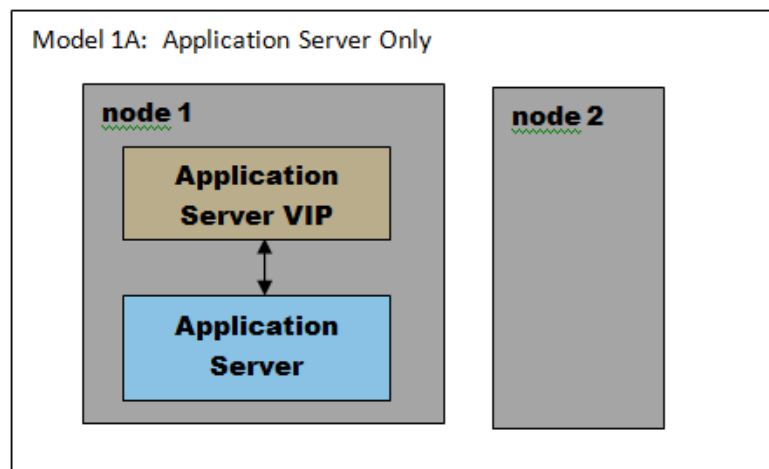 Model 1A:  Application Server Only
node 1
Application
Server VIP
Application
Server
node 2